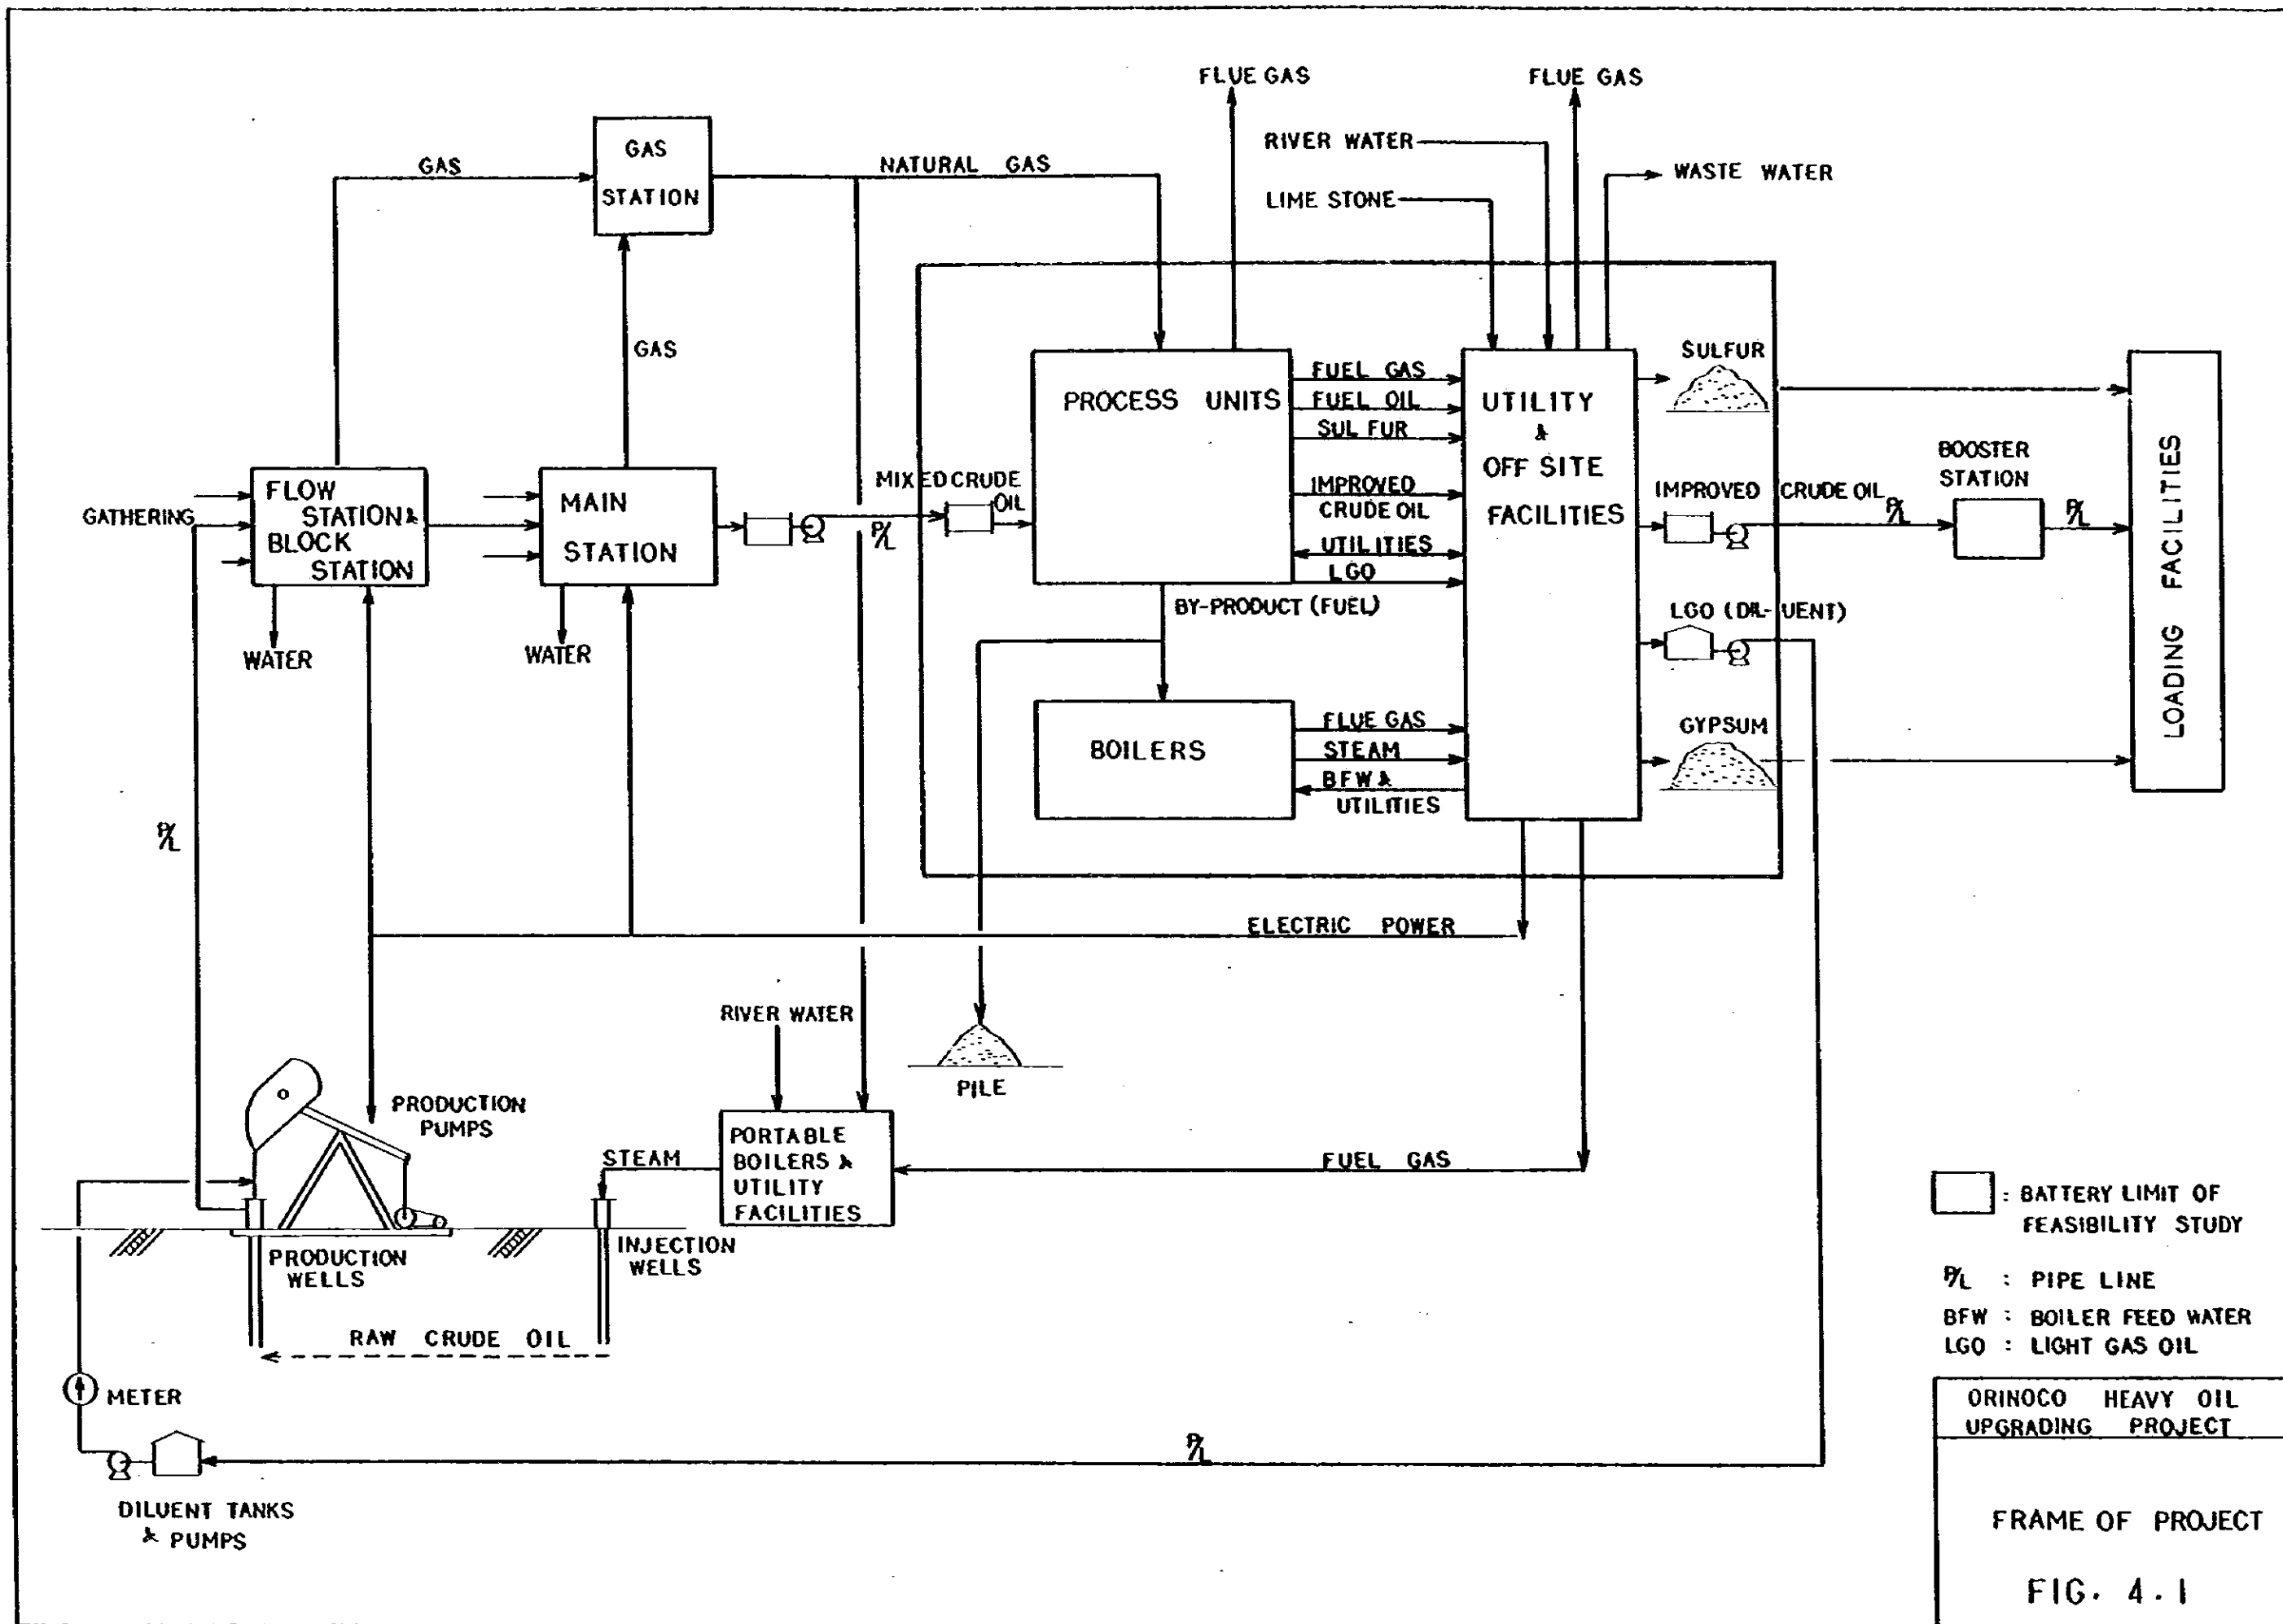 FLUE GAS
FLUE GAS
RIVER WATER
LIME STONE
WASTE WATER
GAS
GAS
STATION
NATURAL GAS
GAS
GATHERING
FLOW
STATION &
BLOCK
STATION
WATER
MAIN
STATION
WATER
P/L
MIXED CRUDE
OIL
PROCESS UNITS
FUEL GAS
FUEL OIL
SULFUR
IMPROVED
CRUDE OIL
UTILITIES
LGO
BY-PRODUCT (FUEL)
BOILERS
FLUE GAS
STEAM
BFW &
UTILITIES
UTILITY
&
OFF SITE
FACILITIES
SULFUR
IMPROVED CRUDE OIL
P/L
BOOSTER
STATION
P/L
LGO (DIL-UENT)
GYPSUM
LOADING FACILITIES
P/L
ELECTRIC POWER
RIVER WATER
PILE
PRODUCTION
PUMPS
STEAM
PORTABLE
BOILERS &
UTILITY
FACILITIES
FUEL GAS
PRODUCTION
WELLS
INJECTION
WELLS
RAW CRUDE OIL
METER
DILUENT TANKS
& PUMPS
P/L
: BATTERY LIMIT OF
FEASIBILITY STUDY
P/L : PIPE LINE
BFW : BOILER FEED WATER
LGO : LIGHT GAS OIL
ORINOCO HEAVY OIL
UPGRADING PROJECT
FRAME OF PROJECT
FIG. 4.1